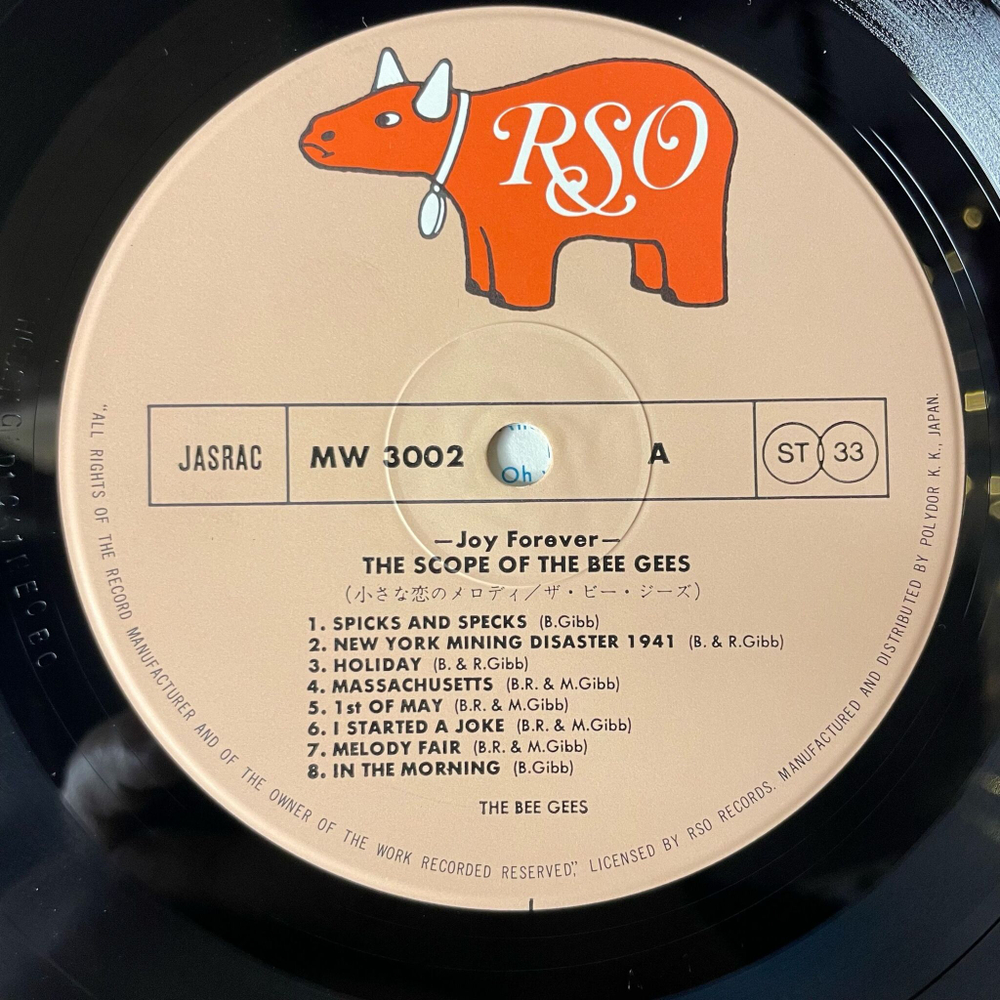 RSO
JASRAC
MW 3002
A
ST 33
Oh
—Joy Forever—
THE SCOPE OF THE BEE GEES
(小さな恋のメロディ/ザ・ビー・ジーズ)
1. SPICKS AND SPECKS (B.Gibb)
2. NEW YORK MINING DISASTER 1941 (B. & R.Gibb)
3. HOLIDAY (B. & R.Gibb)
4. MASSACHUSETTS (B.R. & M.Gibb)
5. 1st OF MAY (B.R. & M.Gibb)
6. I STARTED A JOKE (B.R. & M.Gibb)
7. MELODY FAIR (B.R. & M.Gibb)
8. IN THE MORNING (B.Gibb)
THE BEE GEES
"ALL RIGHTS OF THE RECORD MANUFACTURER AND OF THE OWNER OF THE WORK RECORDED RESERVED," LICENSED BY RSO RECORDS. MANUFACTURED AND DISTRIBUTED BY POLYDOR K. K., JAPAN.